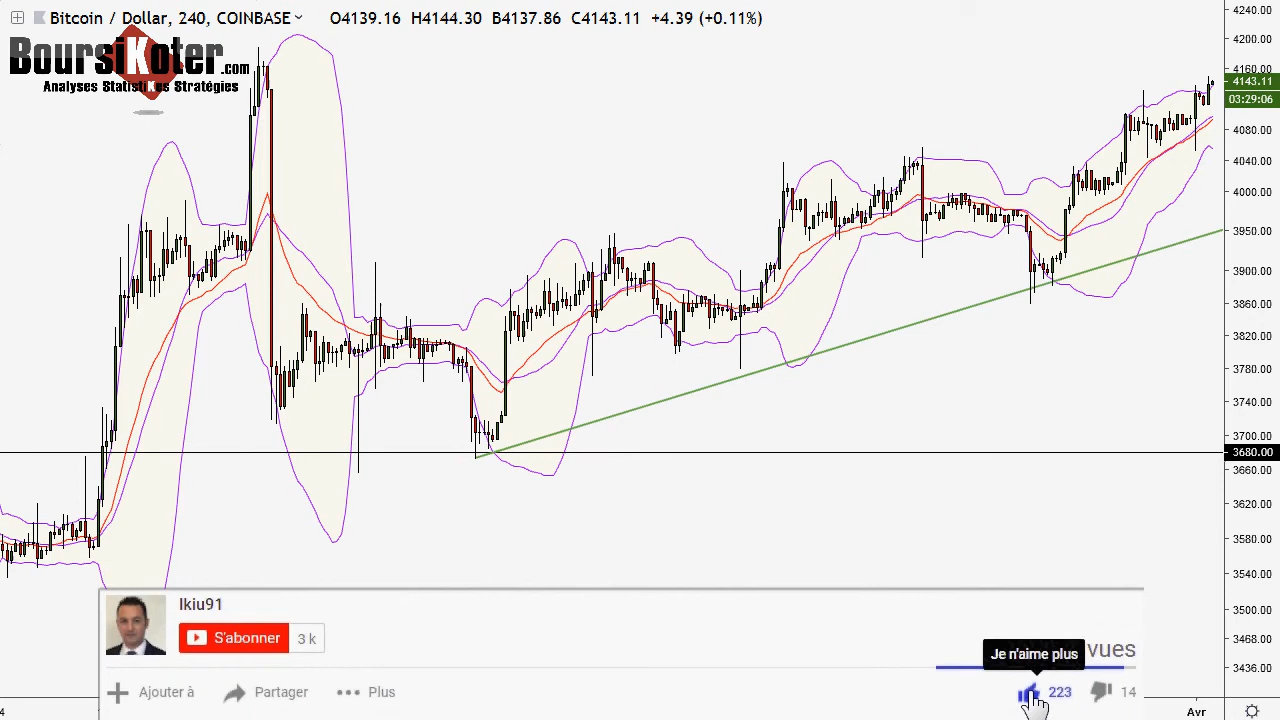 Bitcoin / Dollar, 240, COINBASE O4139.16 H4144.30 B4137.86 C4143.11 +4.39 (+0.11%)
BoursiKoter.com
Analyses StatistiKes Stratégies
4240.00
4200.00
4160.00
4143.11
03:29:06
4080.00
4040.00
4000.00
3950.00
3900.00
3860.00
3820.00
3780.00
3740.00
3700.00
3680.00
3660.00
3620.00
3580.00
3540.00
3500.00
3468.00
3436.00
Ikiu91
S'abonner 3 k
Je n'aime plus vues
Ajouter à Partager Plus 223 14
4 Avr